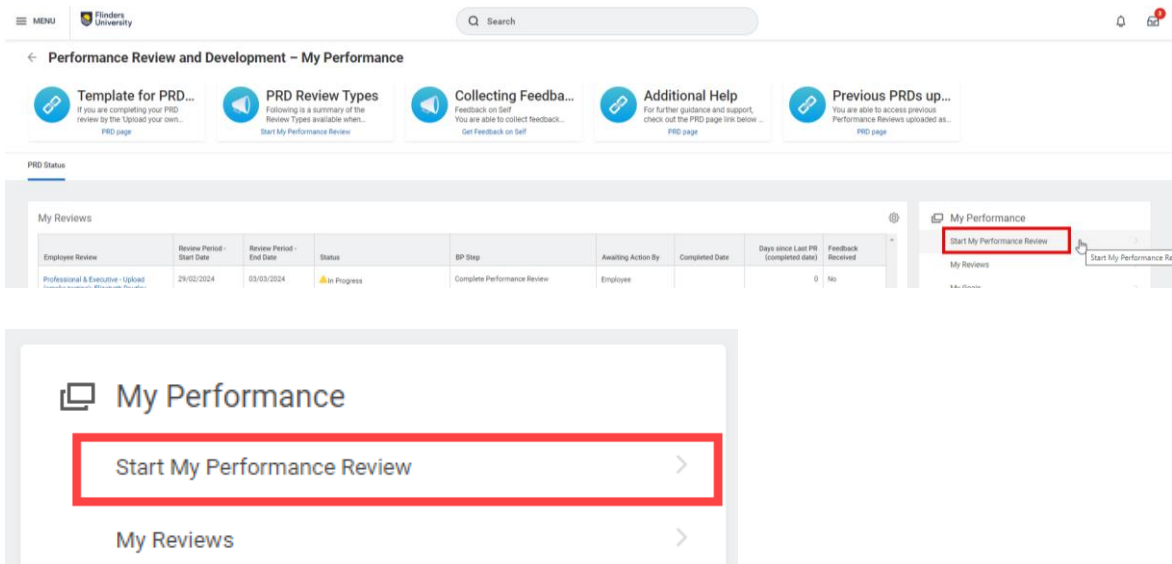 MENU
Flinders
University
Search
3
Performance Review and Development – My Performance
Template for PRD...
If you are completing your PRD
review by the 'Upload your own...
PRD page
PRD Review Types
Following is a summary of the
Review Types available when...
Start My Performance Review
Collecting Feedba...
Feedback on Self
You are able to collect feedback...
Get Feedback on Self
Additional Help
For further guidance and support,
check out the PRD page link below ...
PRD page
Previous PRDs up...
You are able to access previous
Performance Reviews uploaded as...
PRD page
PRD Status
My Reviews
Employee Review
Review Period -
Start Date
Review Period -
End Date
Status
BP Step
Awaiting Action By
Completed Date
Days since Last PR
(completed date)
Feedback
Received
Professional & Executive - Upload
29/02/2024
03/03/2024
In Progress
Complete Performance Review
Employee
0
No
My Performance
Start My Performance Review
Start My Performance Re
My Reviews
My Performance
Start My Performance Review
My Reviews